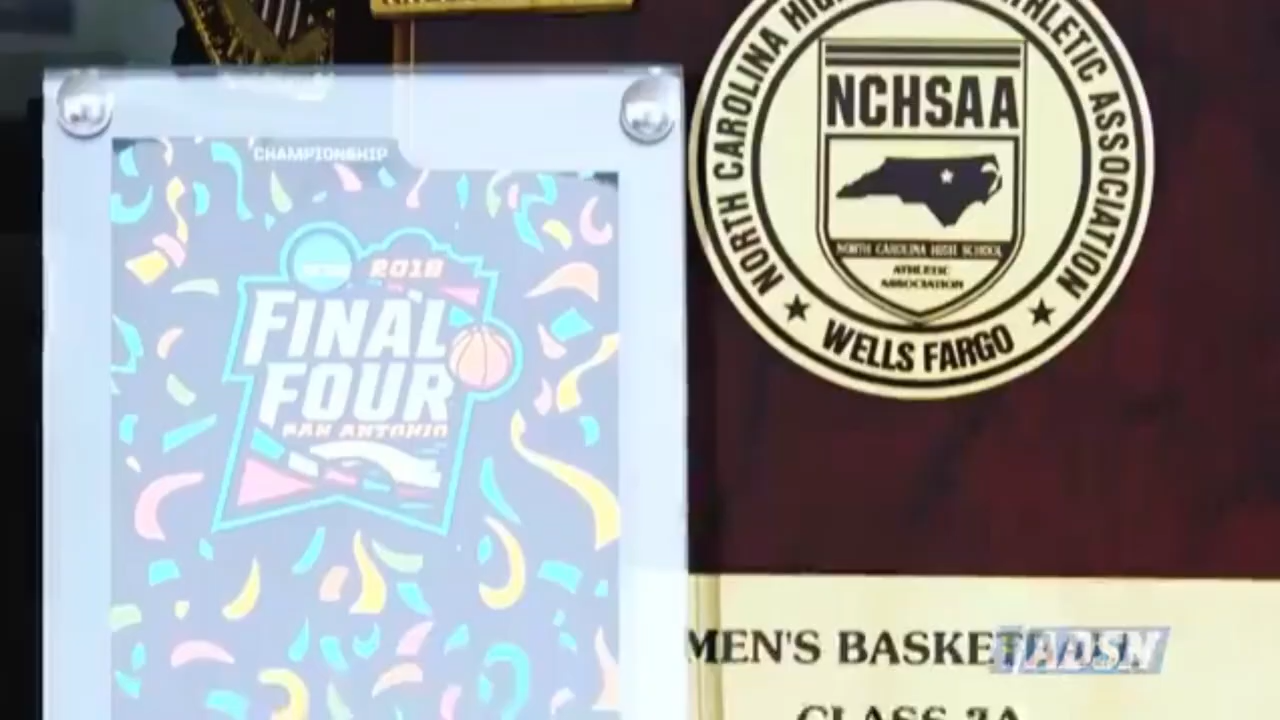 CHAMPIONSHIP
2018
FINAL
FOUR
SAN ANTONIO
NORTH CAROLINA HIGH ATHLETIC ASSOCIATION
NCHSAA
NORTH CAROLINA HIGH SCHOOL
ATHLETIC
ASSOCIATION
★ WELLS FARGO ★
MEN'S BASKETBALL
CLASS